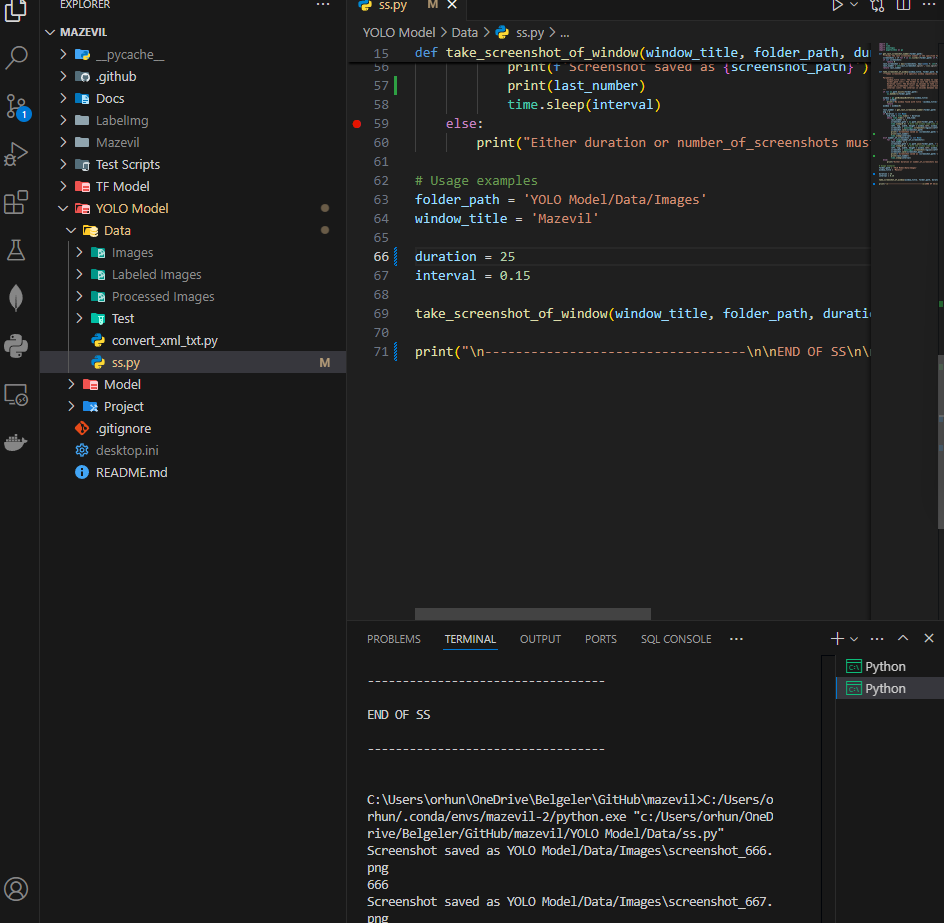 EXPLORER
MAZEVIL
__pycache__
.github
Docs
LabelImg
Mazevil
Test Scripts
TF Model
YOLO Model
Data
Images
Labeled Images
Processed Images
Test
convert_xml_txt.py
ss.py M
Model
Project
.gitignore
desktop.ini
README.md
1
ss.py M
YOLO Model > Data > ss.py > ...
15 def take_screenshot_of_window(window_title, folder_path, du
56 print(f"Screenshot saved as {screenshot_path}")
57 print(last_number)
58 time.sleep(interval)
59 else:
60 print("Either duration or number_of_screenshots mus
61
62 # Usage examples
63 folder_path = 'YOLO Model/Data/Images'
64 window_title = 'Mazevil'
65
66 duration = 25
67 interval = 0.15
68
69 take_screenshot_of_window(window_title, folder_path, duratio
70
71 print("\n---------------------------------\n\nEND OF SS\n\
PROBLEMS TERMINAL OUTPUT PORTS SQL CONSOLE
Python
Python
---------------------------------
END OF SS
---------------------------------
C:\Users\orhun\OneDrive\Belgeler\GitHub\mazevil>C:/Users/o
rhun/.conda/envs/mazevil-2/python.exe "c:/Users/orhun/OneD
rive/Belgeler/GitHub/mazevil/YOLO Model/Data/ss.py"
Screenshot saved as YOLO Model/Data/Images\screenshot_666.
png
666
Screenshot saved as YOLO Model/Data/Images\screenshot_667.
png